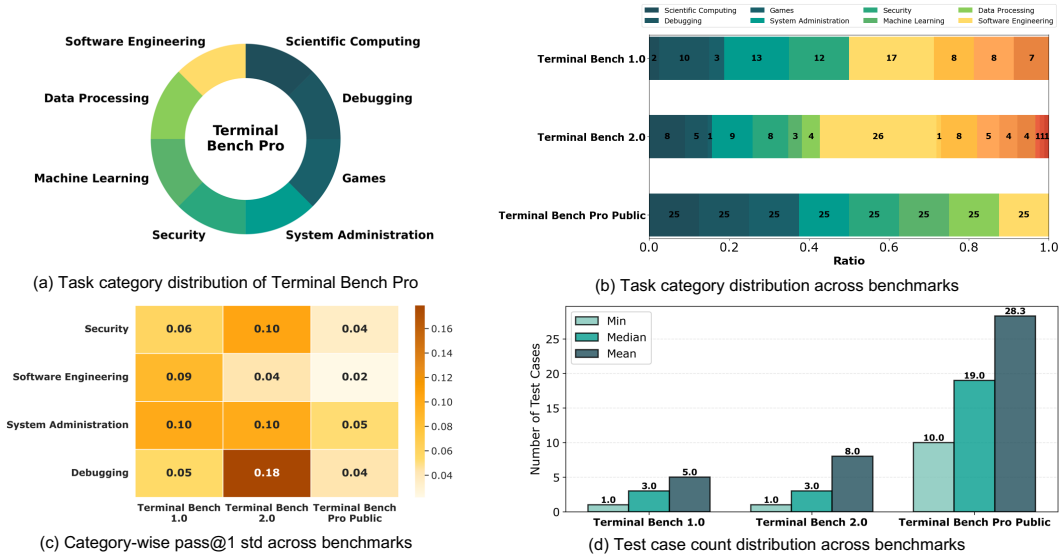 Software Engineering
Scientific Computing
Data Processing
Debugging
Terminal
Bench Pro
Machine Learning
Games
Security
System Administration
(a) Task category distribution of Terminal Bench Pro
Scientific Computing
Games
Security
Data Processing
Debugging
System Administration
Machine Learning
Software Engineering
Terminal Bench 1.0
2 10 3 13 12 17 8 8 7
Terminal Bench 2.0
8 5 1 9 8 3 4 26 1 8 5 4 4 1 1 1
Terminal Bench Pro Public
25 25 25 25 25 25 25 25
0.0 0.2 0.4 0.6 0.8 1.0
Ratio
(b) Task category distribution across benchmarks
Security
0.06 0.10 0.04
Software Engineering
0.09 0.04 0.02
System Administration
0.10 0.10 0.05
Debugging
0.05 0.18 0.04
Terminal Bench
1.0
Terminal Bench
2.0
Terminal Bench
Pro Public
0.16
0.14
0.12
0.10
0.08
0.06
0.04
(c) Category-wise pass@1 std across benchmarks
Min
Median
Mean
Number of Test Cases
25
20
15
10
5
0
1.0 3.0 5.0
1.0 3.0 8.0
10.0 19.0 28.3
Terminal Bench 1.0
Terminal Bench 2.0
Terminal Bench Pro Public
(d) Test case count distribution across benchmarks